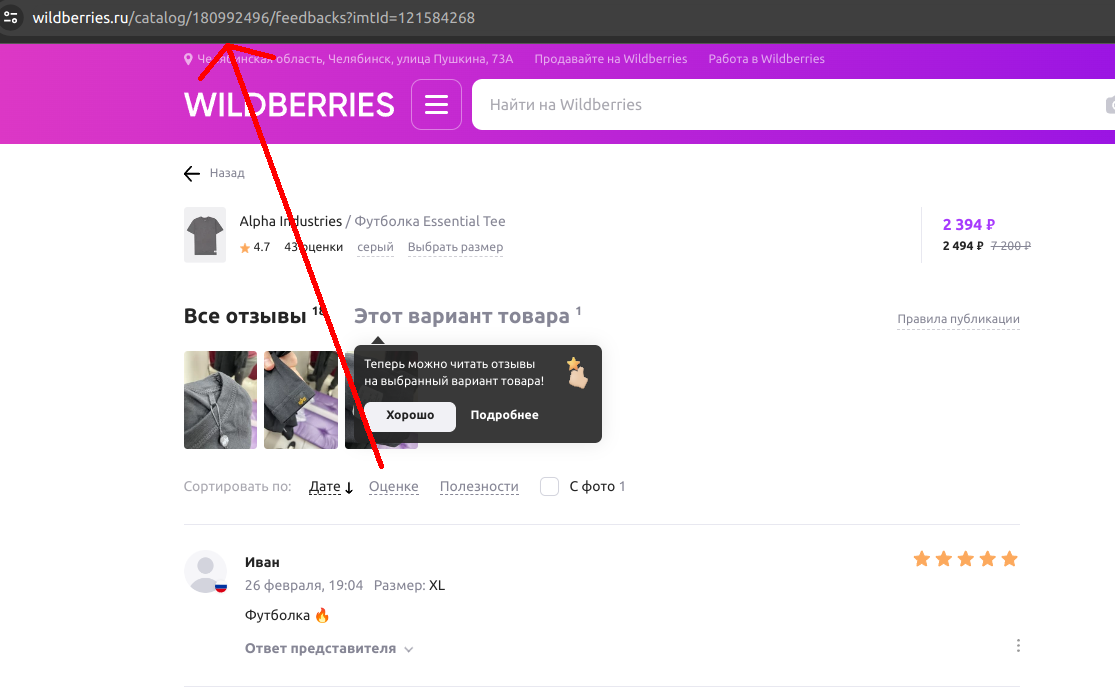 wildberries.ru/catalog/180992496/feedbacks?imtId=121584268
Челябинская область, Челябинск, улица Пушкина, 73А Продавайте на Wildberries Работа в Wildberries
WILDBERRIES Найти на Wildberries
Назад
Alpha Industries / Футболка Essential Tee
4.7 43 оценки серый Выбрать размер
2 394 ₽
2 494 ₽ 7 200 ₽
Все отзывы Этот вариант товара 1
Правила публикации
Теперь можно читать отзывы
на выбранный вариант товара!
Хорошо Подробнее
Сортировать по: Дате Оценке Полезности С фото 1
Иван
26 февраля, 19:04 Размер: XL
Футболка 🔥
Ответ представителя